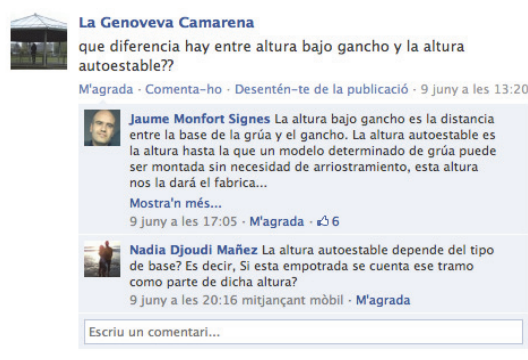 La Genoveva Camarena
que diferencia hay entre altura bajo gancho y la altura
autoestable??
M'agrada · Comenta-ho · Desentén-te de la publicació · 9 juny a les 13:20
Jaume Monfort Signes La altura bajo gancho es la distancia
entre la base de la grúa y el gancho. La altura autoestable es
la altura hasta la que un modelo determinado de grúa puede
ser montada sin necesidad de arriostramiento, esta altura
nos la dará el fabrica...
Mostra'n més...
9 juny a les 17:05 · M'agrada · 6
Nadia Djoudi Mañez La altura autoestable depende del tipo
de base? Es decir, Si esta empotrada se cuenta ese tramo
como parte de dicha altura?
9 juny a les 20:16 mitjançant mòbil · M'agrada
Escriu un comentari...